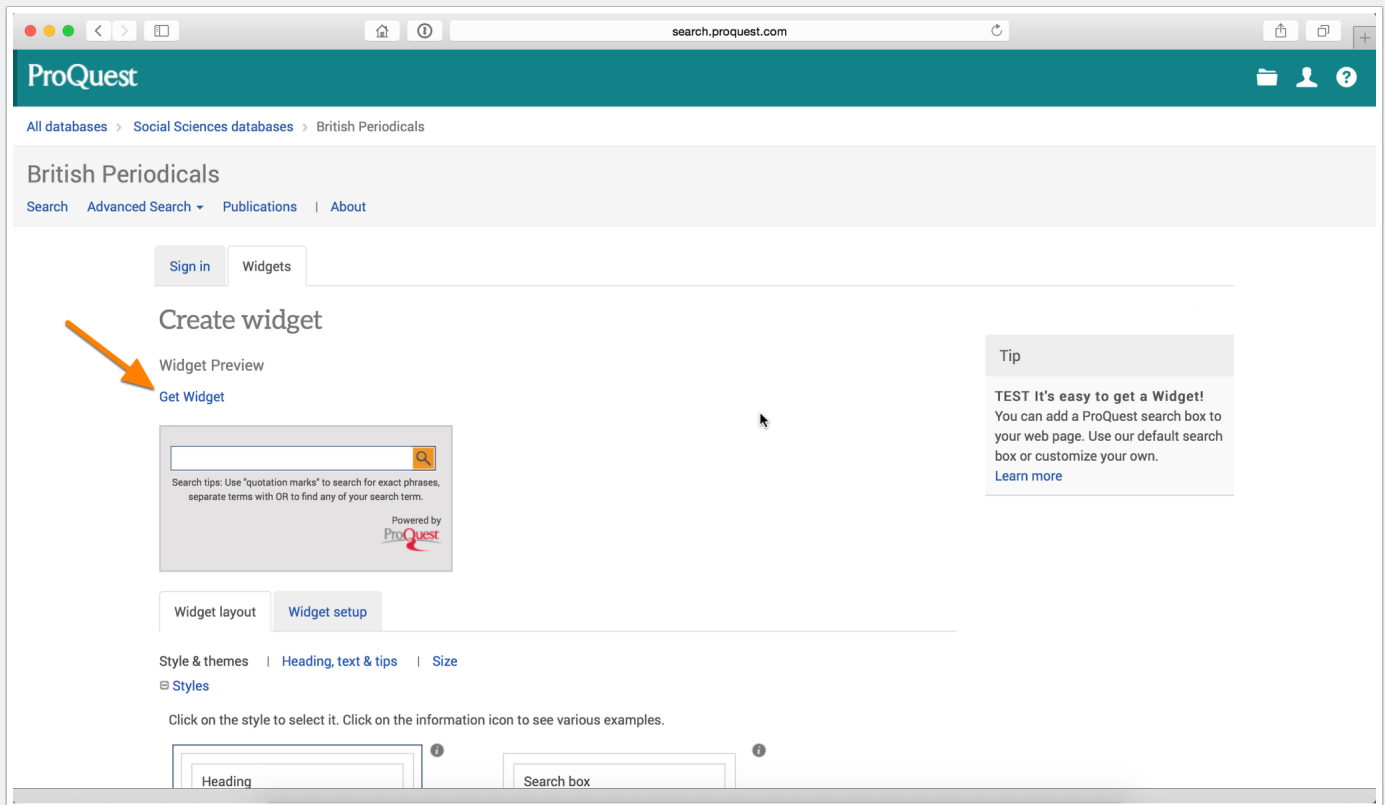 search.proquest.com
ProQuest
All databases > Social Sciences databases > British Periodicals
British Periodicals
Search Advanced Search Publications | About
Sign in Widgets
Create widget
Widget Preview
Get Widget
Search tips: Use "quotation marks" to search for exact phrases,
separate terms with OR to find any of your search term.
Powered by
ProQuest
Tip
TEST It's easy to get a Widget!
You can add a ProQuest search box to
your web page. Use our default search
box or customize your own.
Learn more
Widget layout Widget setup
Style & themes | Heading, text & tips | Size
Styles
Click on the style to select it. Click on the information icon to see various examples.
Heading Search box